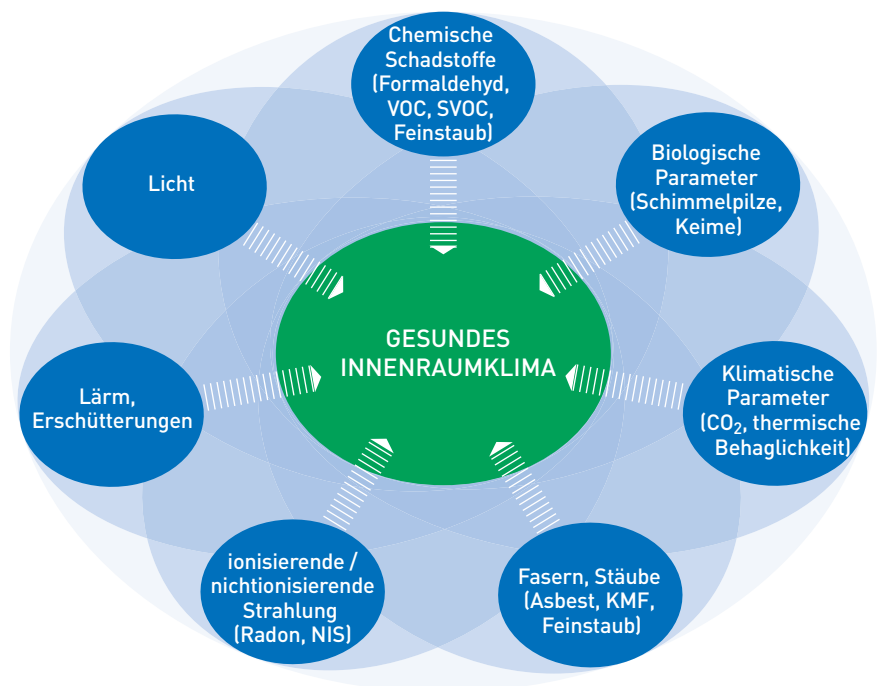 Chemische
Schadstoffe
(Formaldehyd,
VOC, SVOC,
Feinstaub)
Biologische
Parameter
(Schimmelpilze,
Keime)
Klimatische
Parameter
(CO₂, thermische
Behaglichkeit)
Fasern, Stäube
(Asbest, KMF,
Feinstaub)
ionisierende /
nichtionisierende
Strahlung
(Radon, NIS)
Lärm,
Erschütterungen
Licht
GESUNDES
INNENRAUMKLIMA